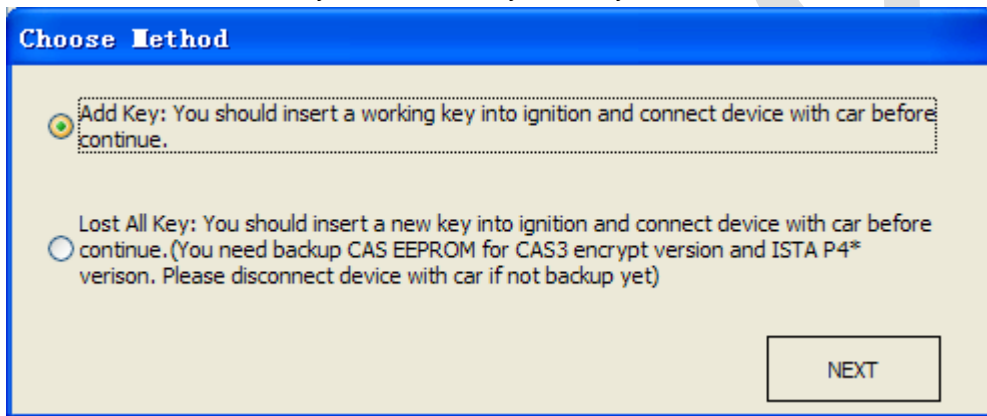 Choose Method
Add Key: You should insert a working key into ignition and connect device with car before
continue.
Lost All Key: You should insert a new key into ignition and connect device with car before
continue.(You need backup CAS EEPROM for CAS3 encrypt version and ISTA P4*
verison. Please disconnect device with car if not backup yet)
NEXT